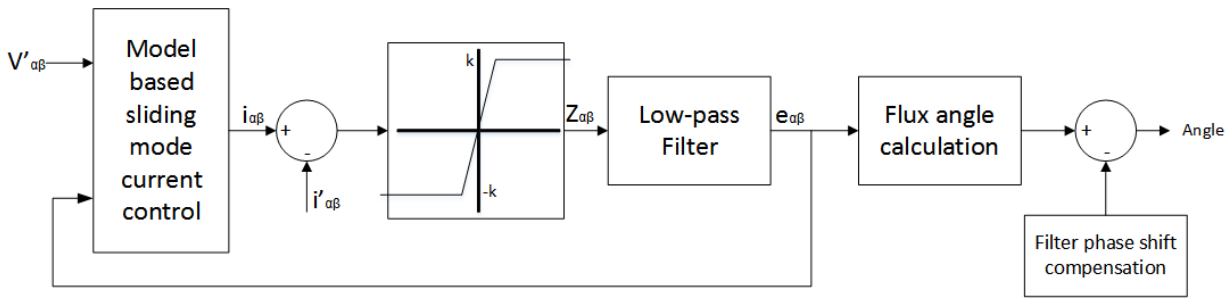 V'αβ
Model
based
sliding
mode
current
control
iαβ
+
-
i'αβ
k
-k
Zαβ
Low-pass
Filter
eαβ
Flux angle
calculation
+
-
Angle
Filter phase shift
compensation